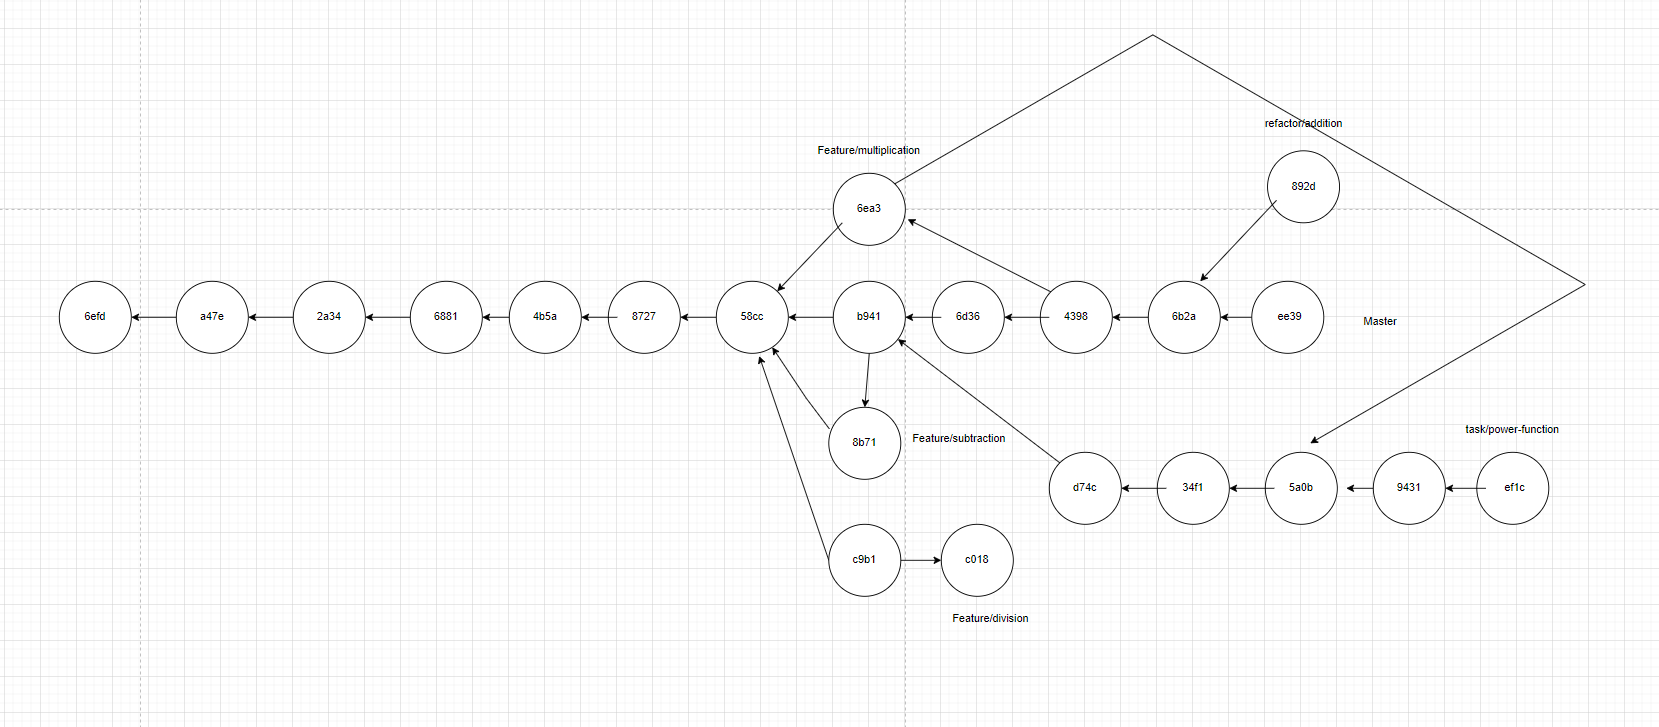 refactor/addition
Feature/multiplication
892d
6ea3
6efd
a47e
2a34
6881
4b5a
8727
58cc
b941
6d36
4398
6b2a
ee39
Master
task/power-function
8b71
Feature/subtraction
d74c
34f1
5a0b
9431
ef1c
c9b1
c018
Feature/division